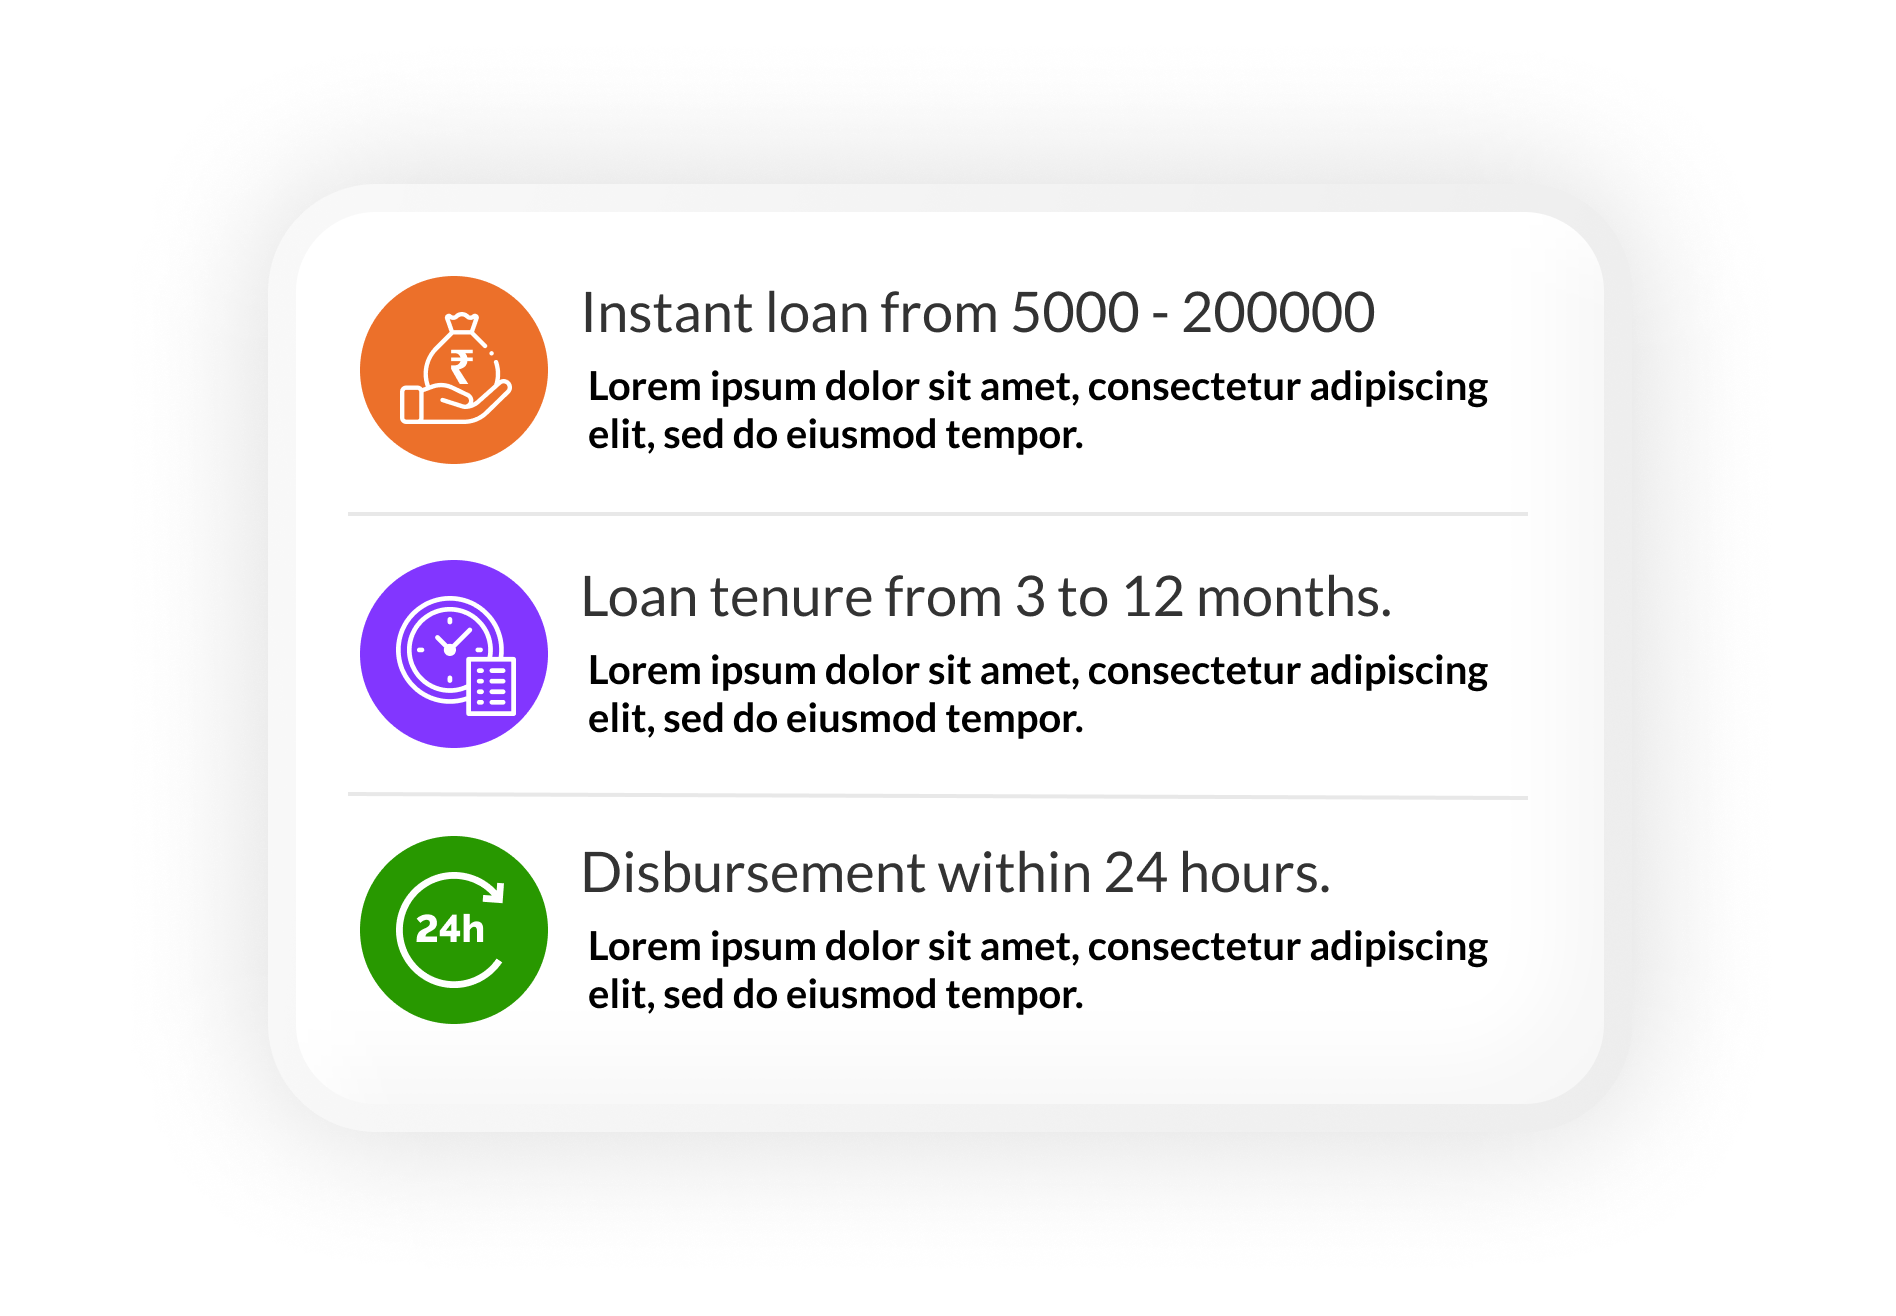 ₹
Instant loan from 5000 - 200000
Lorem ipsum dolor sit amet, consectetur adipiscing
elit, sed do eiusmod tempor.
Loan tenure from 3 to 12 months.
Lorem ipsum dolor sit amet, consectetur adipiscing
elit, sed do eiusmod tempor.
24h
Disbursement within 24 hours.
Lorem ipsum dolor sit amet, consectetur adipiscing
elit, sed do eiusmod tempor.